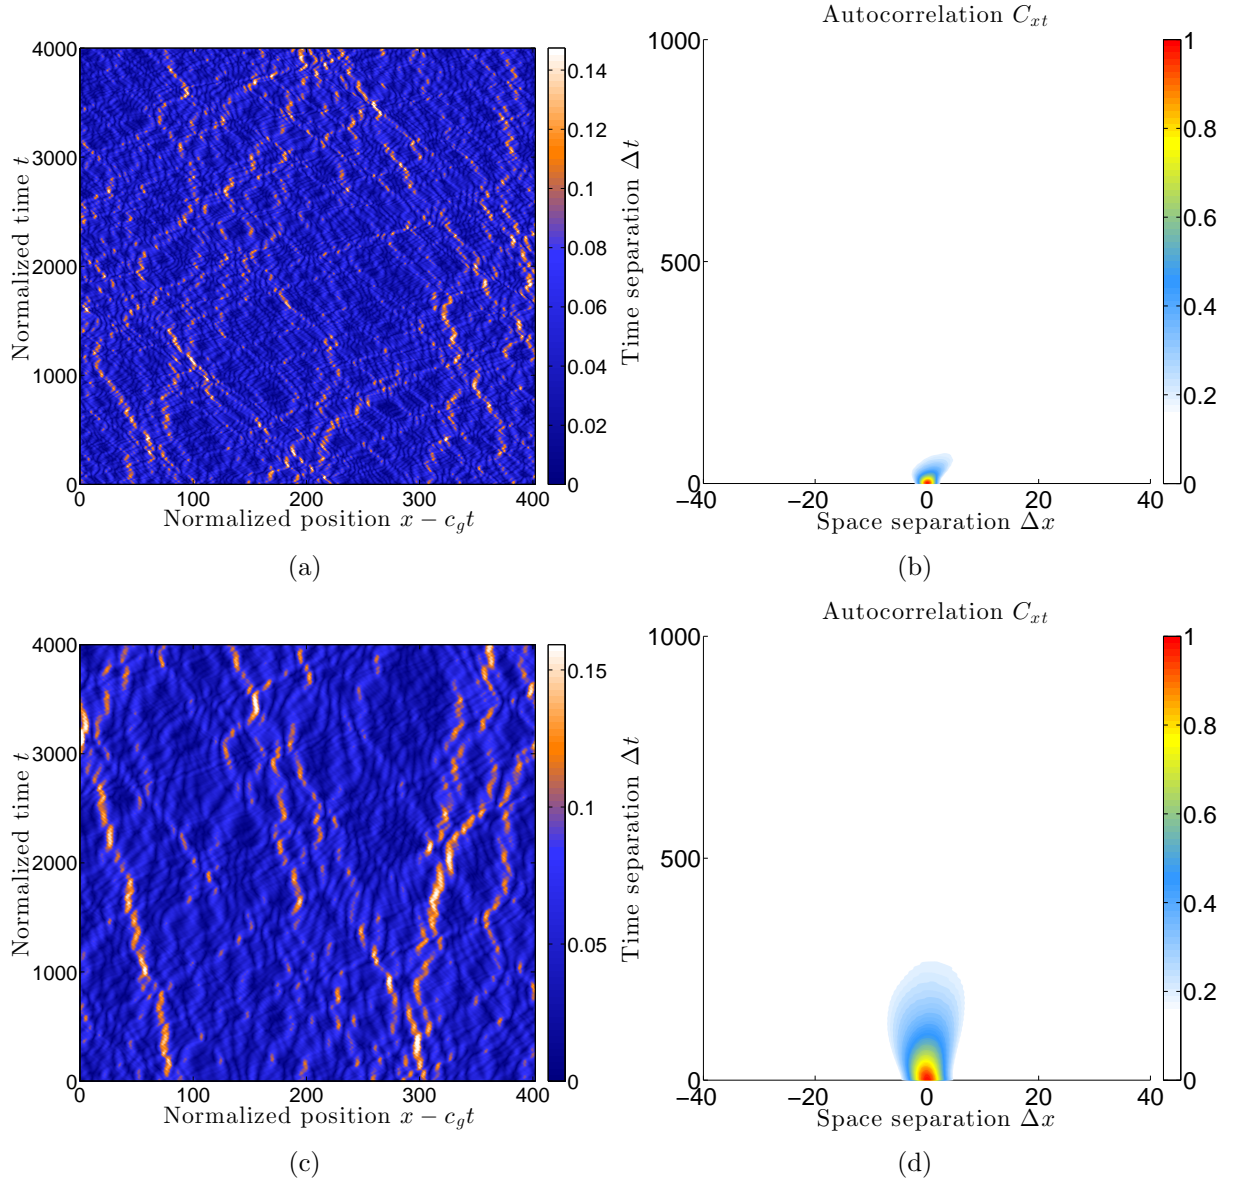 Autocorrelation C_{xt}
4000
3000
2000
1000
0
Normalized time t
0 100 200 300 400
Normalized position x − c_g t
0.14
0.12
0.1
0.08
0.06
0.04
0.02
0
1000
500
0
Time separation Δt
−40 −20 0 20 40
Space separation Δx
1
0.8
0.6
0.4
0.2
0
(a)
(b)
Autocorrelation C_{xt}
4000
3000
2000
1000
0
Normalized time t
0 100 200 300 400
Normalized position x − c_g t
0.15
0.1
0.05
0
1000
500
0
Time separation Δt
−40 −20 0 20 40
Space separation Δx
1
0.8
0.6
0.4
0.2
0
(c)
(d)